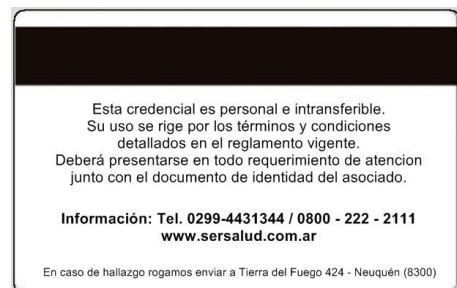 Esta credencial es personal e intransferible.
Su uso se rige por los términos y condiciones
detallados en el reglamento vigente.
Deberá presentarse en todo requerimiento de atencion
junto con el documento de identidad del asociado.
Información: Tel. 0299-4431344 / 0800 - 222 - 2111
www.sersalud.com.ar
En caso de hallazgo rogamos enviar a Tierra del Fuego 424 - Neuquén (8300)